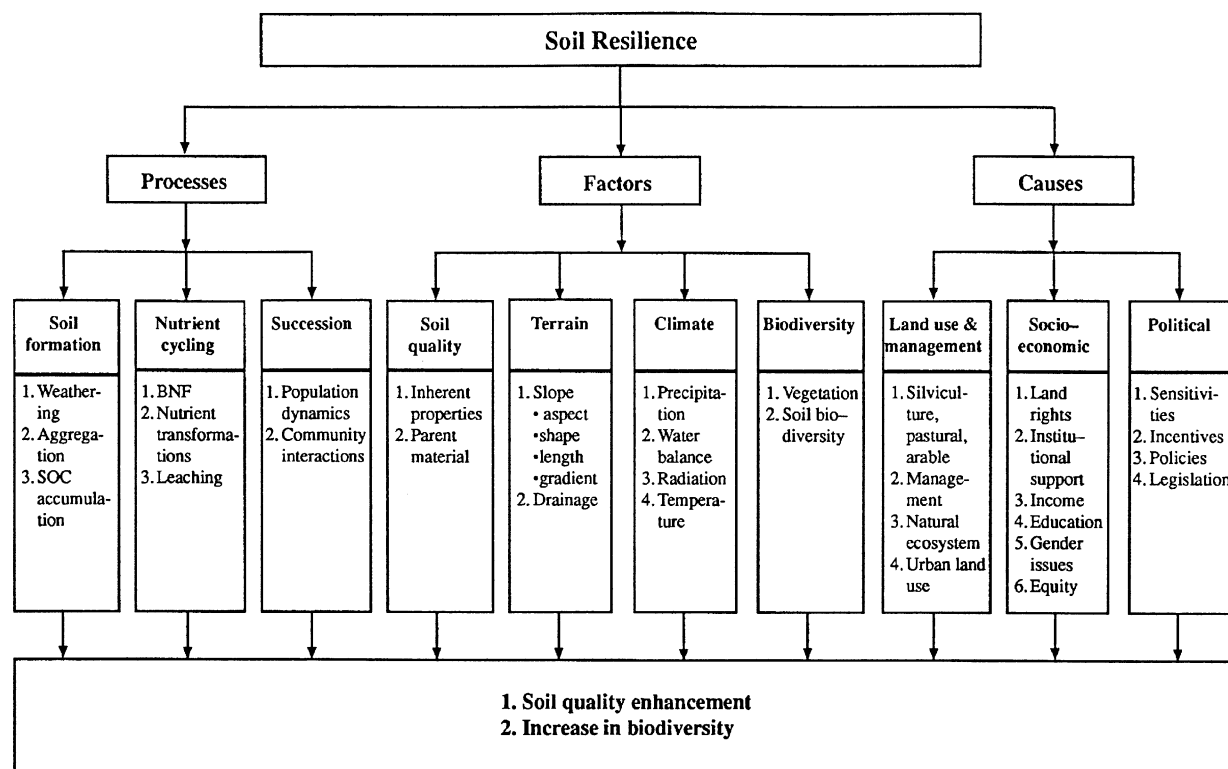 Soil Resilience
Processes
Factors
Causes
Soil
formation
1. Weather-
ing
2. Aggrega-
tion
3. SOC
accumula-
tion
Nutrient
cycling
1. BNF
2. Nutrient
transforma-
tions
3. Leaching
Succession
1. Population
dynamics
2. Community
interactions
Soil
quality
1. Inherent
properties
2. Parent
material
Terrain
1. Slope
• aspect
• shape
• length
• gradient
2. Drainage
Climate
1. Precipita-
tion
2. Water
balance
3. Radiation
4. Tempera-
ture
Biodiversity
1. Vegetation
2. Soil bio–
diversity
Land use &
management
1. Silvicul-
ture,
pastural,
arable
2. Manage-
ment
3. Natural
ecosystem
4. Urban land
use
Socio–
economic
1. Land
rights
2. Institu–
tional
support
3. Income
4. Education
5. Gender
issues
6. Equity
Political
1. Sensitivi-
ties
2. Incentives
3. Policies
4. Legislation
1. Soil quality enhancement
2. Increase in biodiversity